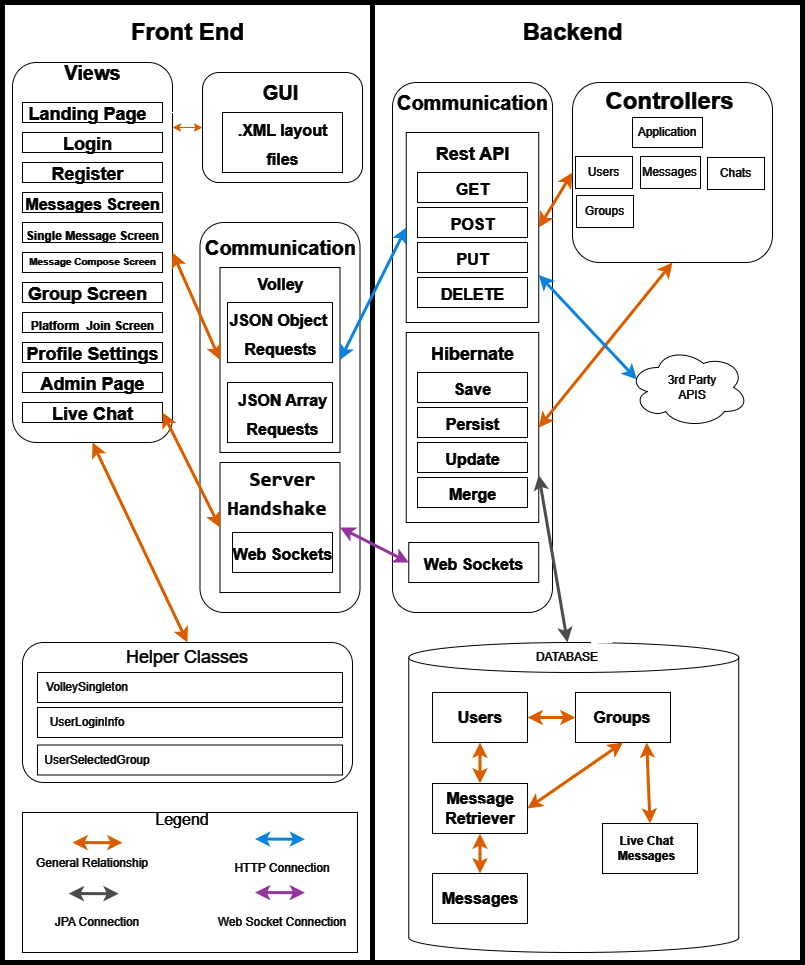 Front End
Views
Landing Page
Login
Register
Messages Screen
Single Message Screen
Message Compose Screen
Group Screen
Platform Join Screen
Profile Settings
Admin Page
Live Chat
GUI
.XML layout
files
Communication
Volley
JSON Object
Requests
JSON Array
Requests
Server
Handshake
Web Sockets
Helper Classes
VolleySingleton
UserLoginInfo
UserSelectedGroup
Legend
General Relationship
HTTP Connection
JPA Connection
Web Socket Connection
Backend
Communication
Rest API
GET
POST
PUT
DELETE
Hibernate
Save
Persist
Update
Merge
Web Sockets
Controllers
Application
Users
Messages
Chats
Groups
3rd Party
APIS
DATABASE
Users
Groups
Message
Retriever
Live Chat
Messages
Messages